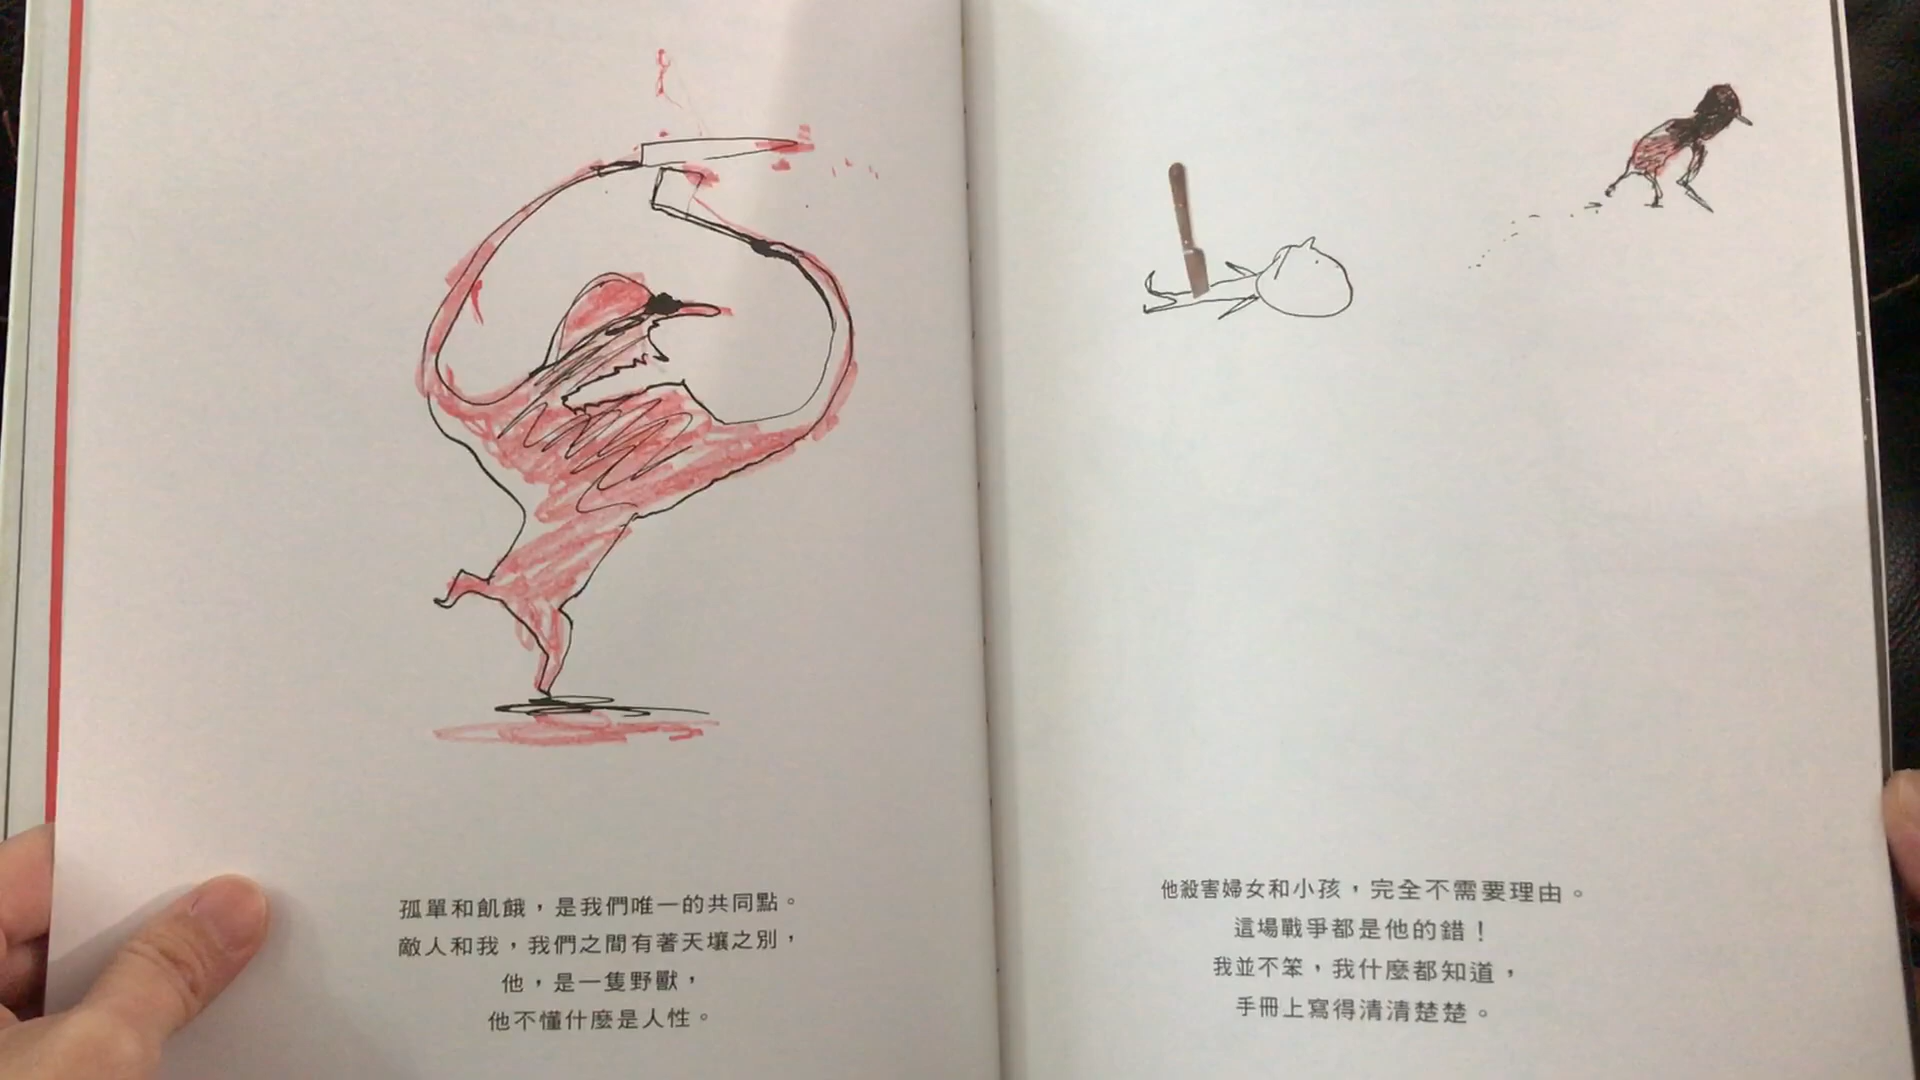 孤單和飢餓，是我們唯一的共同點。
敵人和我，我們之間有著天壤之別，
他，是一隻野獸，
他不懂什麼是人性。
他殺害婦女和小孩，完全不需要理由。
這場戰爭都是他的錯！
我並不笨，我什麼都知道，
手冊上寫得清清楚楚。